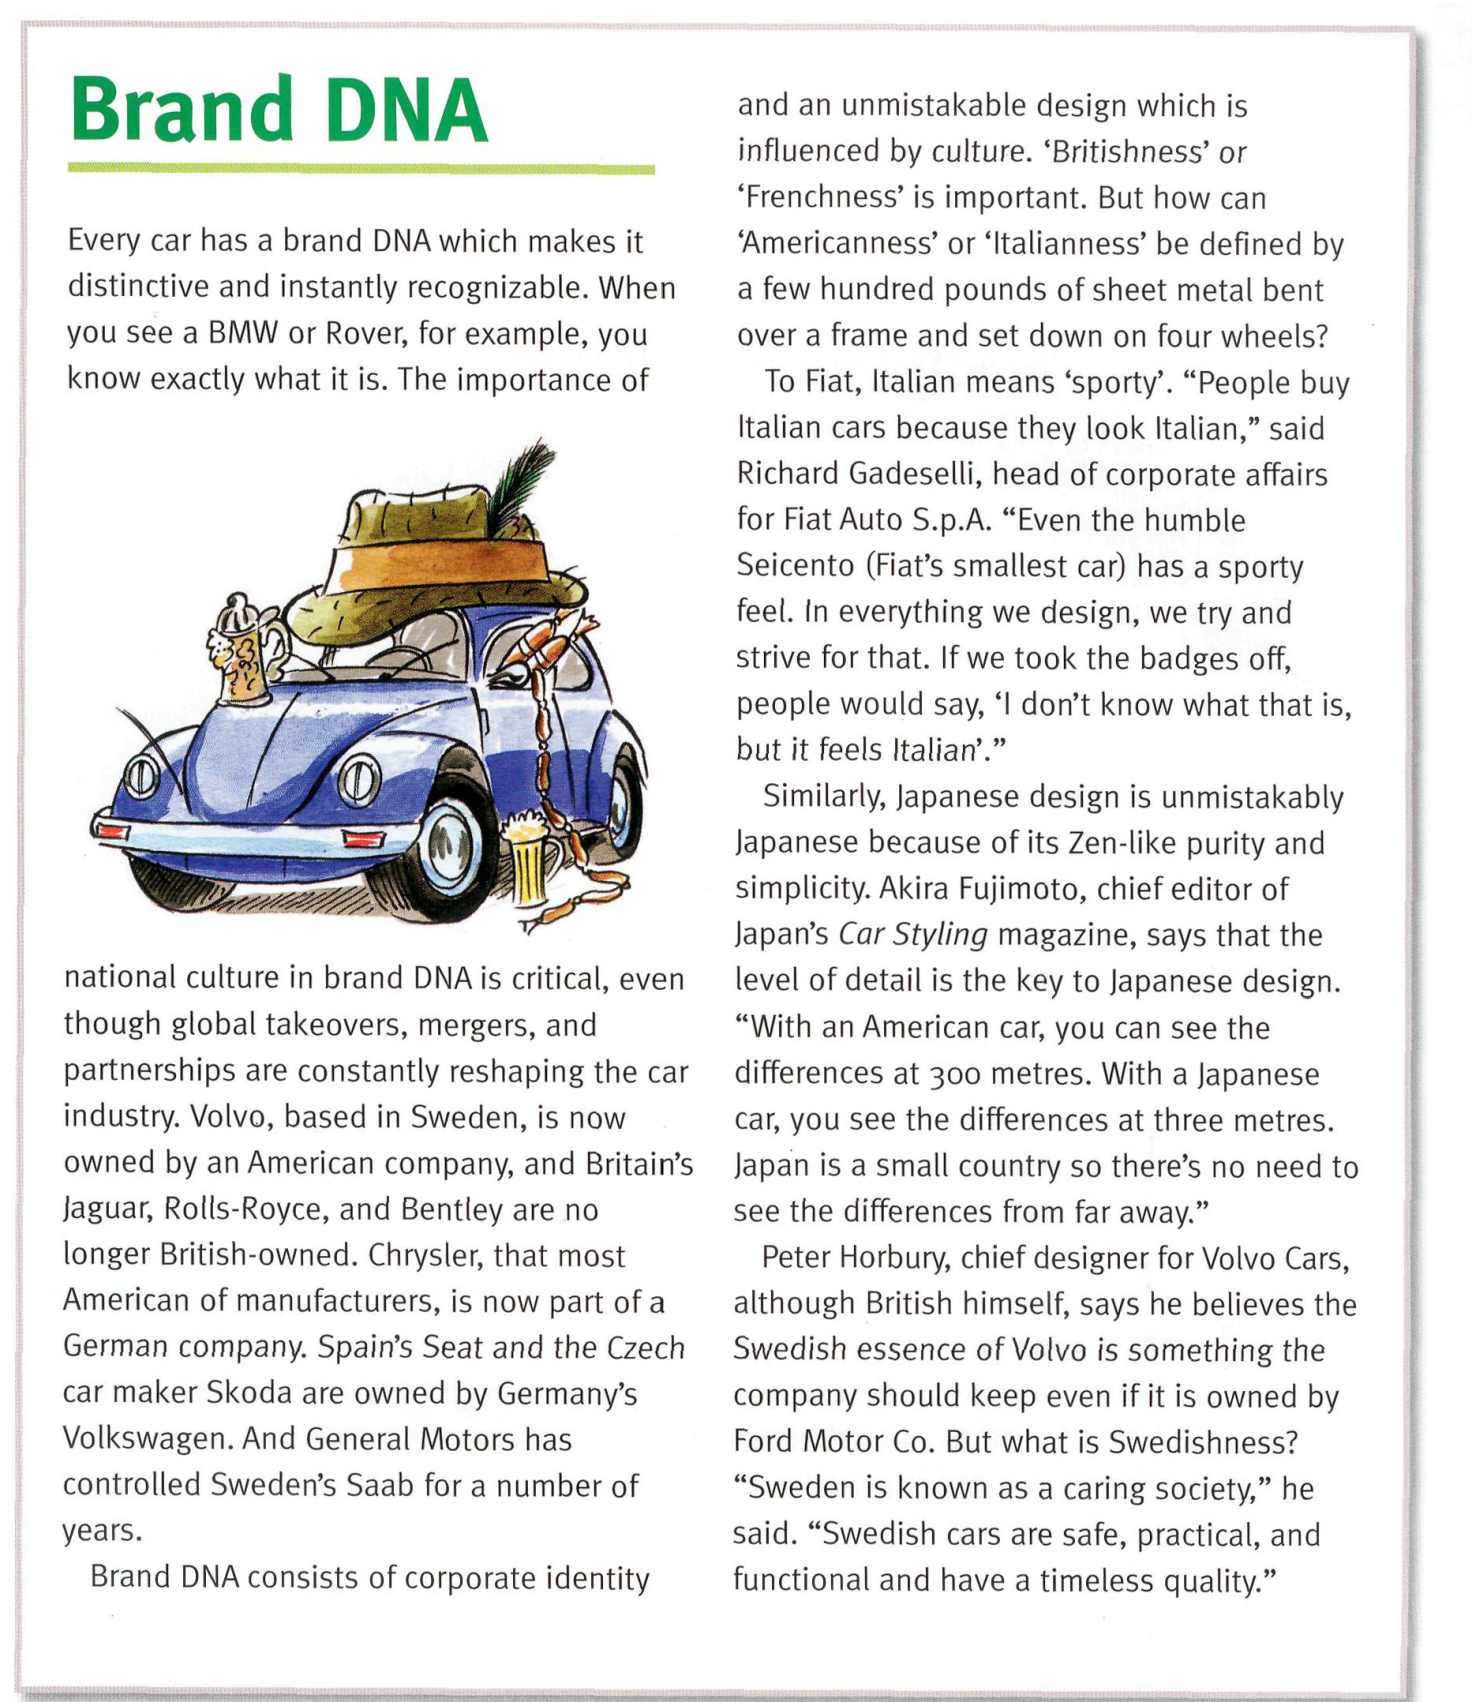 Brand DNA
Every car has a brand DNA which makes it
distinctive and instantly recognizable. When
you see a BMW or Rover, for example, you
know exactly what it is. The importance of
national culture in brand DNA is critical, even
though global takeovers, mergers, and
partnerships are constantly reshaping the car
industry. Volvo, based in Sweden, is now
owned by an American company, and Britain's
Jaguar, Rolls-Royce, and Bentley are no
longer British-owned. Chrysler, that most
American of manufacturers, is now part of a
German company. Spain's Seat and the Czech
car maker Skoda are owned by Germany's
Volkswagen. And General Motors has
controlled Sweden's Saab for a number of
years.
Brand DNA consists of corporate identity
and an unmistakable design which is
influenced by culture. ‘Britishness’ or
‘Frenchness’ is important. But how can
‘Americanness’ or ‘Italianness’ be defined by
a few hundred pounds of sheet metal bent
over a frame and set down on four wheels?
To Fiat, Italian means ‘sporty’. “People buy
Italian cars because they look Italian,” said
Richard Gadeselli, head of corporate affairs
for Fiat Auto S.p.A. “Even the humble
Seicento (Fiat's smallest car) has a sporty
feel. In everything we design, we try and
strive for that. If we took the badges off,
people would say, ‘I don't know what that is,
but it feels Italian’.”
Similarly, Japanese design is unmistakably
Japanese because of its Zen-like purity and
simplicity. Akira Fujimoto, chief editor of
Japan's Car Styling magazine, says that the
level of detail is the key to Japanese design.
“With an American car, you can see the
differences at 300 metres. With a Japanese
car, you see the differences at three metres.
Japan is a small country so there's no need to
see the differences from far away.”
Peter Horbury, chief designer for Volvo Cars,
although British himself, says he believes the
Swedish essence of Volvo is something the
company should keep even if it is owned by
Ford Motor Co. But what is Swedishness?
“Sweden is known as a caring society,” he
said. “Swedish cars are safe, practical, and
functional and have a timeless quality.”